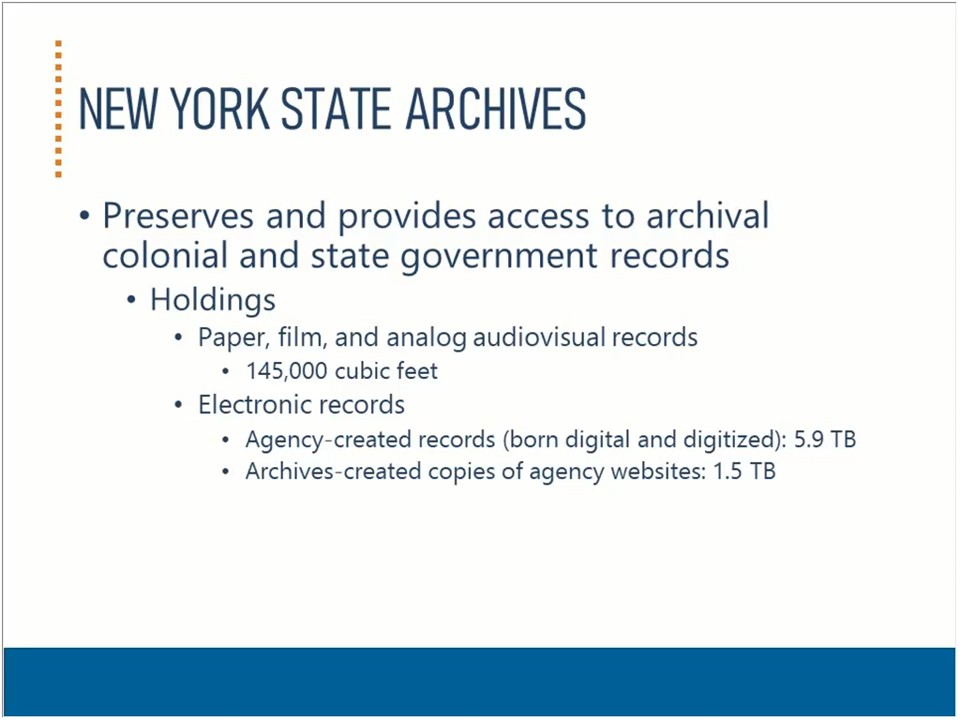 NEW YORK STATE ARCHIVES
• Preserves and provides access to archival
colonial and state government records
• Holdings
• Paper, film, and analog audiovisual records
• 145,000 cubic feet
• Electronic records
• Agency-created records (born digital and digitized): 5.9 TB
• Archives-created copies of agency websites: 1.5 TB